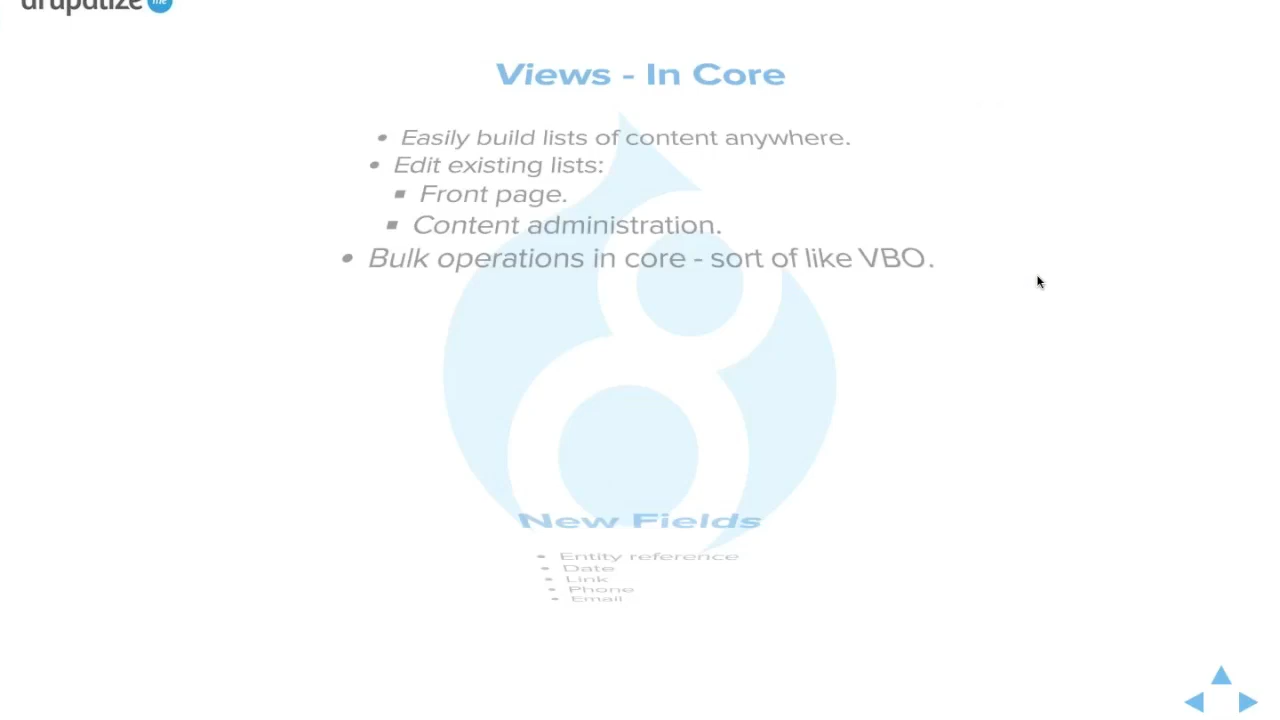 drupalize me
Views - In Core
• Easily build lists of content anywhere.
• Edit existing lists:
▪ Front page.
▪ Content administration.
• Bulk operations in core - sort of like VBO.
New Fields
• Entity reference
• Date
• Link
• Phone
• Email